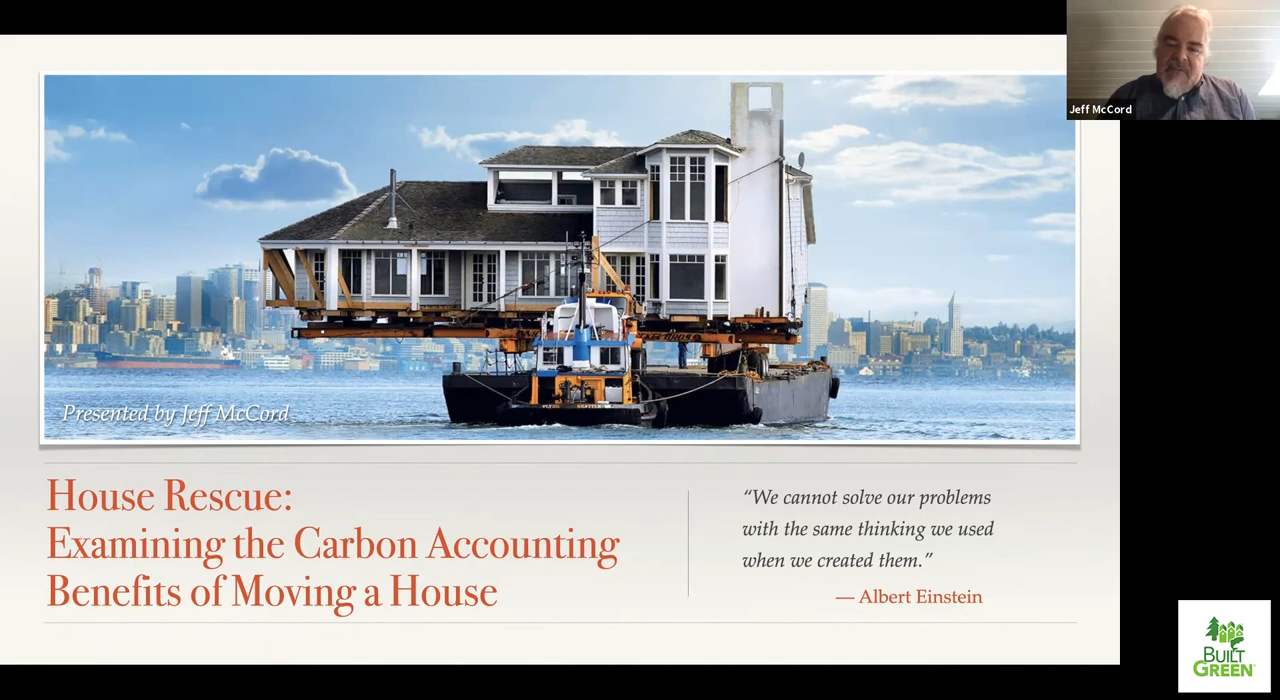 Jeff McCord
Presented by Jeff McCord
House Rescue:
Examining the Carbon Accounting
Benefits of Moving a House
“We cannot solve our problems
with the same thinking we used
when we created them.”
— Albert Einstein
BUILT
GREEN